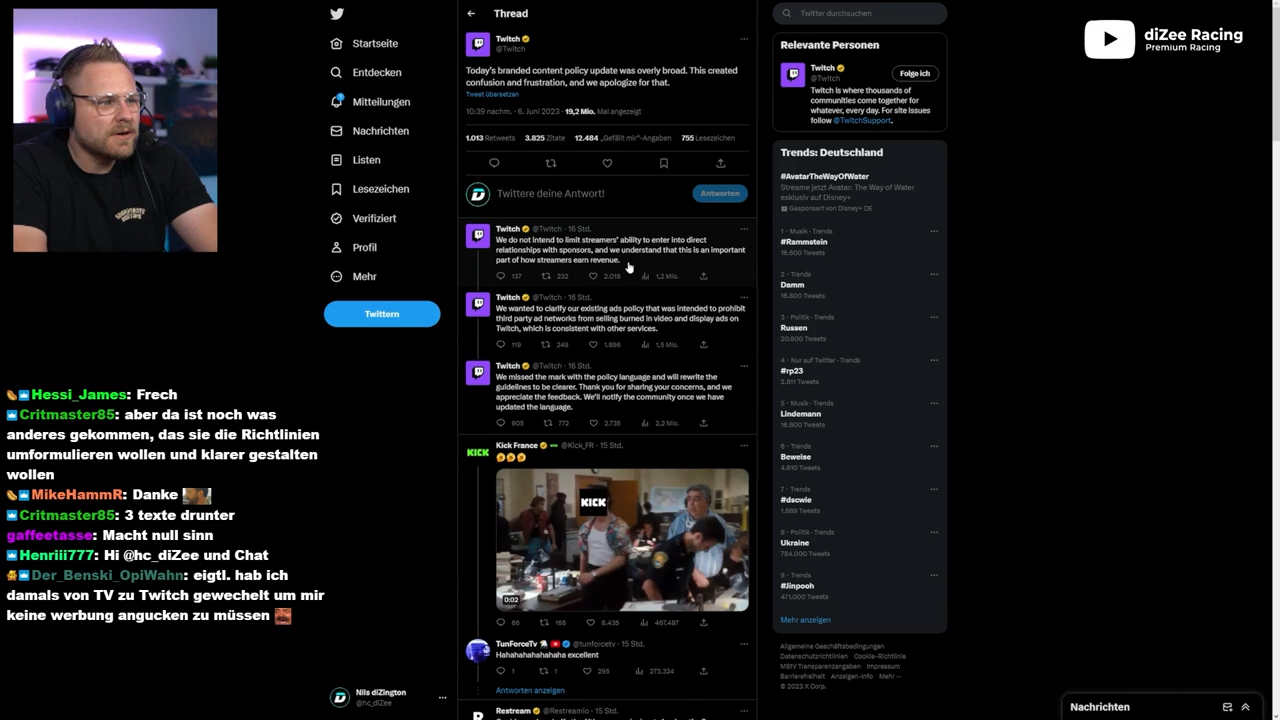 Thread
Twitch
@Twitch
Today's branded content policy update was overly broad. This created
confusion and frustration, and we apologize for that.
Tweet übersetzen
10:39 nachm. · 6. Juni 2023 · 19,2 Mio. Mal angezeigt
1.013 Retweets 3.825 Zitate 12.484 „Gefällt mir"-Angaben 755 Lesezeichen
Twittere deine Antwort!
Antworten
Twitch @Twitch · 16 Std.
We do not intend to limit streamers' ability to enter into direct
relationships with sponsors, and we understand that this is an important
part of how streamers earn revenue.
137 232 2.018 1,2 Mio.
Twitch @Twitch · 16 Std.
We wanted to clarify our existing ads policy that was intended to prohibit
third party ad networks from selling burned in video and display ads on
Twitch, which is consistent with other services.
119 249 1.896 1,5 Mio.
Twitch @Twitch · 16 Std.
We missed the mark with the policy language and will rewrite the
guidelines to be clearer. Thank you for sharing your concerns, and we
appreciate the feedback. We'll notify the community once we have
updated the language.
905 772 2.735 2,2 Mio.
KICK
Kick France @Kick_FR · 15 Std.
KICK
0:02
66 168 8.435 467.487
TunForceTv @tunforcetv · 15 Std.
Hahahahahahahaha excellent
1 1 295 273.324
Antworten anzeigen
Restream @Restreamio · 15 Std.
Startseite
Entdecken
1
Mitteilungen
Nachrichten
Listen
Lesezeichen
Verifiziert
Profil
Mehr
Twittern
Nils diZington
@hc_diZee
Hessi_James: Frech
Critmaster85: aber da ist noch was
anderes gekommen, das sie die Richtlinien
umformulieren wollen und klarer gestalten
wollen
MikeHammR: Danke
Critmaster85: 3 texte drunter
gaffeetasse: Macht null sinn
Henriii777: Hi @hc_diZee und Chat
Der_Benski_OpiWahn: eigtl. hab ich
damals von TV zu Twitch gewechelt um mir
keine werbung angucken zu müssen
Twitter durchsuchen
Relevante Personen
Twitch
@Twitch
Folge ich
Twitch is where thousands of
communities come together for
whatever, every day. For site issues
follow @TwitchSupport.
Trends: Deutschland
#AvatarTheWayOfWater
Streame jetzt Avatar: The Way of Water
exklusiv auf Disney+
Gesponsert von Disney+ DE
1 · Musik · Trends
#Rammstein
16.600 Tweets
2 · Trends
Damm
18.800 Tweets
3 · Politik · Trends
Russen
20.600 Tweets
4 · Nur auf Twitter · Trends
#rp23
2.611 Tweets
5 · Musik · Trends
Lindemann
16.800 Tweets
6 · Trends
Beweise
4.610 Tweets
7 · Trends
#dscwie
1.989 Tweets
8 · Politik · Trends
Ukraine
794.000 Tweets
9 · Trends
#Jinpooh
471.000 Tweets
Mehr anzeigen
Allgemeine Geschäftsbedingungen
Datenschutzrichtlinien Cookie-Richtlinie
MStV Transparenzangaben Impressum
Barrierefreiheit Anzeigen-Info Mehr
© 2023 X Corp.
Nachrichten
diZee Racing
Premium Racing